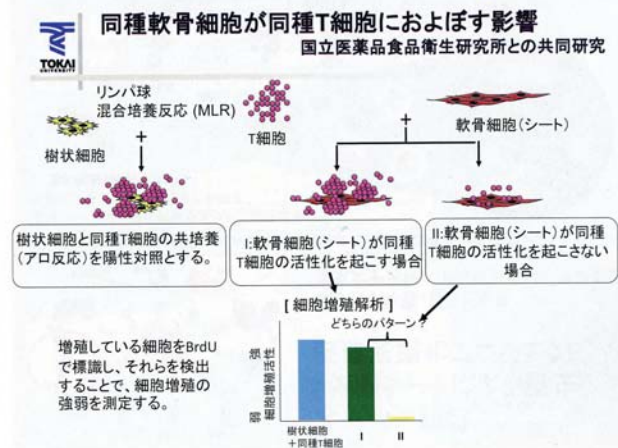 同種軟骨細胞が同種T細胞におよぼす影響
国立医薬品食品衛生研究所との共同研究
TOKAI
UNIVERSITY
リンパ球
混合培養反応 (MLR)
T細胞
軟骨細胞(シート)
+
+
樹状細胞
樹状細胞と同種T細胞の共培養
(アロ反応)を陽性対照とする。
I:軟骨細胞(シート)が同種
T細胞の活性化を起こす場合
II:軟骨細胞(シート)が同種
T細胞の活性化を起こさない
場合
[ 細胞増殖解析 ]
どちらのパターン?
増殖している細胞をBrdU
で標識し、それらを検出
することで、細胞増殖の
強弱を測定する。
強
細胞増殖活性
弱
樹状細胞
+同種T細胞
I
II